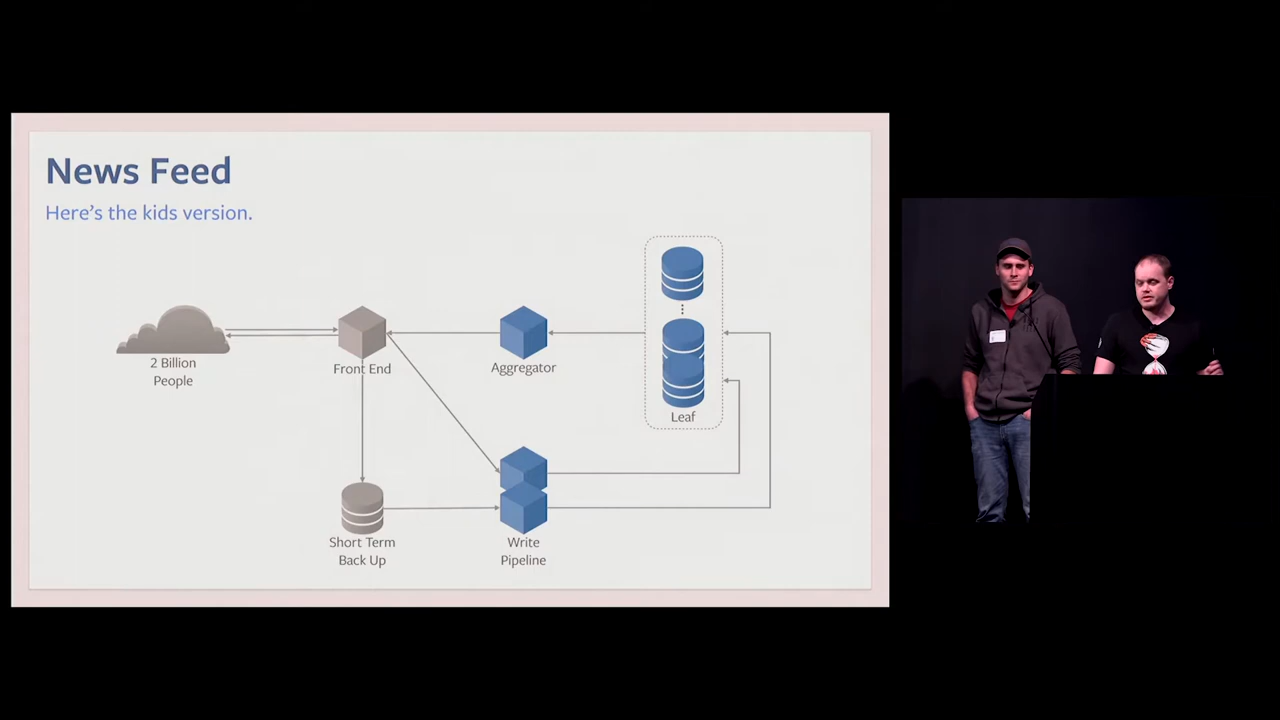 News Feed
Here's the kids version.
2 Billion
People
Front End
Aggregator
Leaf
Short Term
Back Up
Write
Pipeline